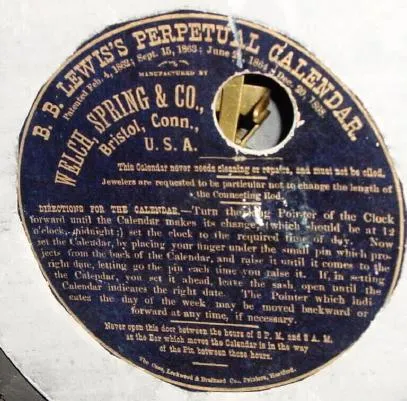 B. B. LEWIS'S PERPETUAL CALENDAR.
Patented Feb. 4, 1862; Sept. 15, 1863; June 1864; Dec. 20, 1868.
MANUFACTURED BY
WELCH, SPRING & CO.,
Bristol, Conn.,
U. S. A.
This Calendar never needs cleaning or repairs, and must not be oiled.
Jewelers are requested to be particular not to change the length of
the Connecting Rod.
DIRECTIONS FOR THE CALENDAR.—Turn the Pointer of the Clock
forward until the Calendar makes its change, (which should be at 12
o'clock, midnight;) set the clock to the required time of day. Now
set the Calendar, by placing your finger under the small pin which pro-
jects from the back of the Calendar, and raise it until it comes to the
right date, letting go the pin each time you raise it. If, in setting
the Calendar, you set it ahead, leave the sash open until the
Calendar indicates the right date. The Pointer which indi-
cates the day of the week may be moved backward or
forward at any time, if necessary.
Never open this door between the hours of 8 P. M. and 3 A. M.
as the Ear which moves the Calendar is in the way
of the Pin between these hours.
The Case, Lockwood & Brainard Co., Printers, Hartford.